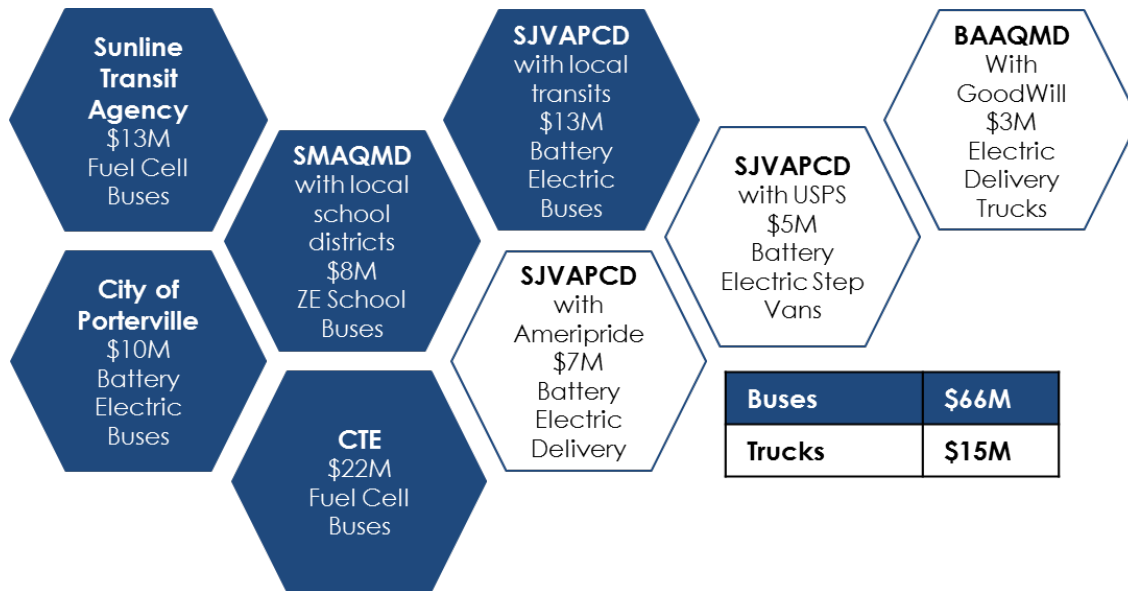 Sunline
Transit
Agency
$13M
Fuel Cell
Buses
SMAQMD
with local
school
districts
$8M
ZE School
Buses
SJVAPCD
with local
transits
$13M
Battery
Electric
Buses
SJVAPCD
with USPS
$5M
Battery
Electric Step
Vans
BAAQMD
With
GoodWill
$3M
Electric
Delivery
Trucks
City of
Porterville
$10M
Battery
Electric
Buses
CTE
$22M
Fuel Cell
Buses
SJVAPCD
with
Ameripride
$7M
Battery
Electric
Delivery
Buses $66M
Trucks $15M